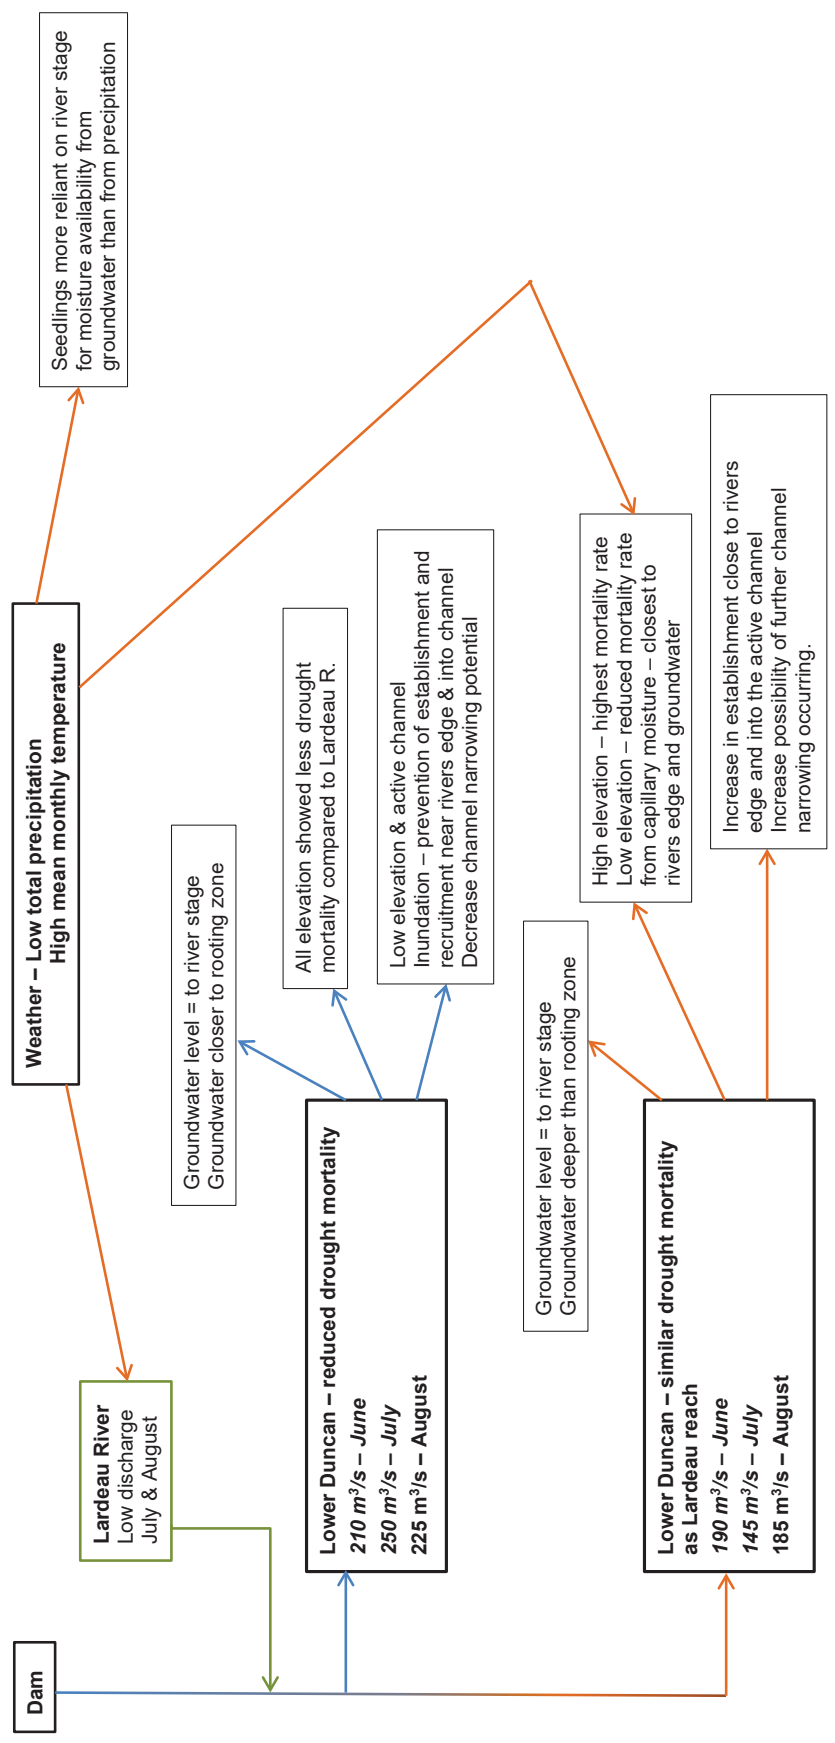 Dam
Lardeau River
Low discharge
July & August
Weather – Low total precipitation
High mean monthly temperature
Seedlings more reliant on river stage
for moisture availability from
groundwater than from precipitation
Groundwater level = to river stage
Groundwater closer to rooting zone
Lower Duncan – reduced drought mortality
210 m³/s – June
250 m³/s – July
225 m³/s – August
All elevation showed less drought
mortality compared to Lardeau R.
Low elevation & active channel
Inundation – prevention of establishment and
recruitment near rivers edge & into channel
Decrease channel narrowing potential
Groundwater level = to river stage
Groundwater deeper than rooting zone
Lower Duncan – similar drought mortality
as Lardeau reach
190 m³/s – June
145 m³/s – July
185 m³/s – August
High elevation – highest mortality rate
Low elevation – reduced mortality rate
from capillary moisture – closest to
rivers edge and groundwater
Increase in establishment close to rivers
edge and into the active channel
Increase possibility of further channel
narrowing occurring.